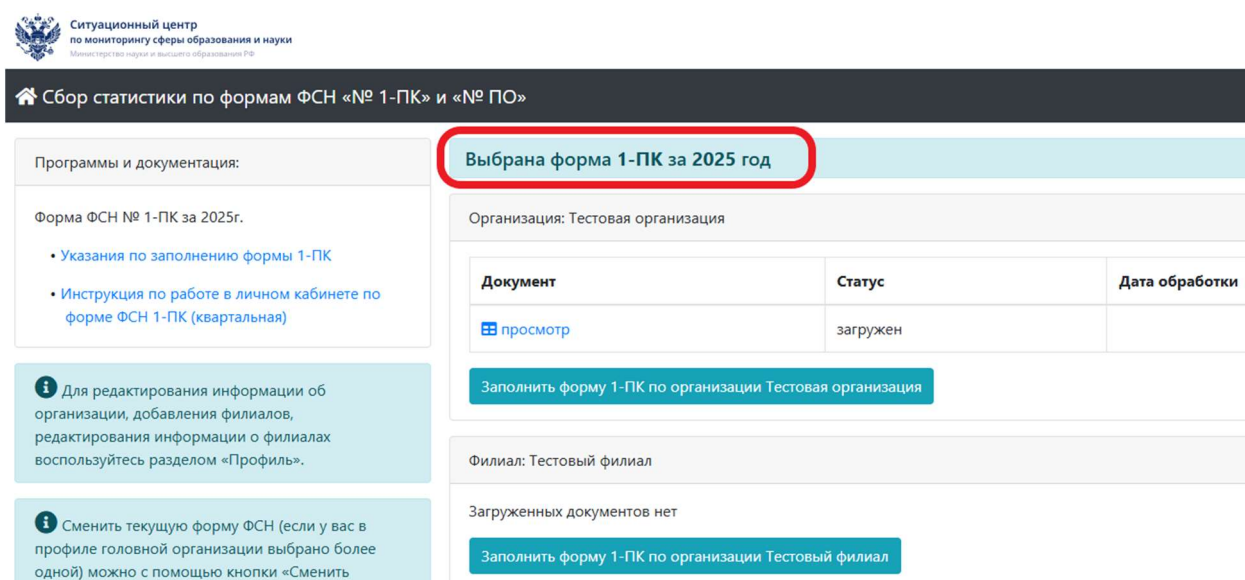 Ситуационный центр
по мониторингу сферы образования и науки
Министерство науки и высшего образования РФ
Сбор статистики по формам ФСН «№ 1-ПК» и «№ ПО»
Программы и документация:
Форма ФСН № 1-ПК за 2025г.
• Указания по заполнению формы 1-ПК
• Инструкция по работе в личном кабинете по
форме ФСН 1-ПК (квартальная)
Для редактирования информации об
организации, добавления филиалов,
редактирования информации о филиалах
воспользуйтесь разделом «Профиль».
Сменить текущую форму ФСН (если у вас в
профиле головной организации выбрано более
одной) можно с помощью кнопки «Сменить
Выбрана форма 1-ПК за 2025 год
Организация: Тестовая организация
Документ Статус Дата обработки
просмотр загружен
Заполнить форму 1-ПК по организации Тестовая организация
Филиал: Тестовый филиал
Загруженных документов нет
Заполнить форму 1-ПК по организации Тестовый филиал